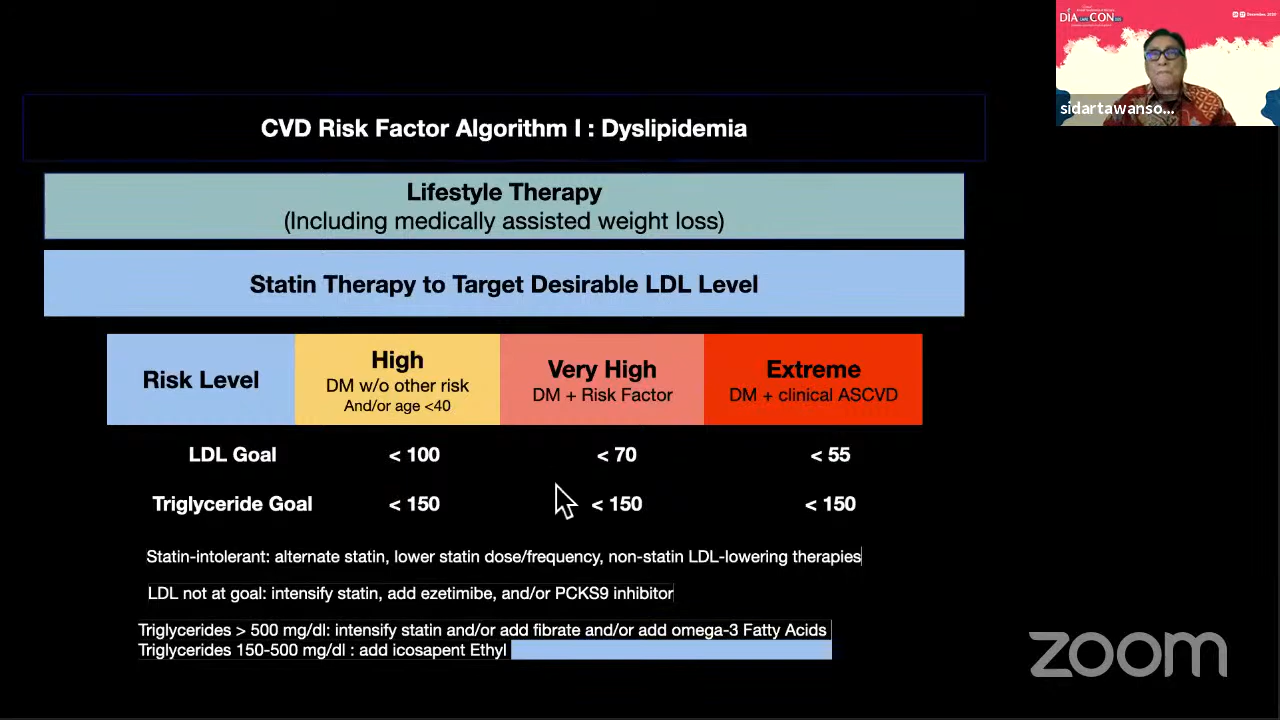 DIA CON
CVD Risk Factor Algorithm I : Dyslipidemia
sidartawanso...
Lifestyle Therapy
(Including medically assisted weight loss)
Statin Therapy to Target Desirable LDL Level
Risk Level
High
DM w/o other risk
And/or age <40
Very High
DM + Risk Factor
Extreme
DM + clinical ASCVD
LDL Goal < 100 < 70 < 55
Triglyceride Goal < 150 < 150 < 150
Statin-intolerant: alternate statin, lower statin dose/frequency, non-statin LDL-lowering therapies
LDL not at goal: intensify statin, add ezetimibe, and/or PCKS9 inhibitor
Triglycerides > 500 mg/dl: intensify statin and/or add fibrate and/or add omega-3 Fatty Acids
Triglycerides 150-500 mg/dl : add icosapent Ethyl
zoom